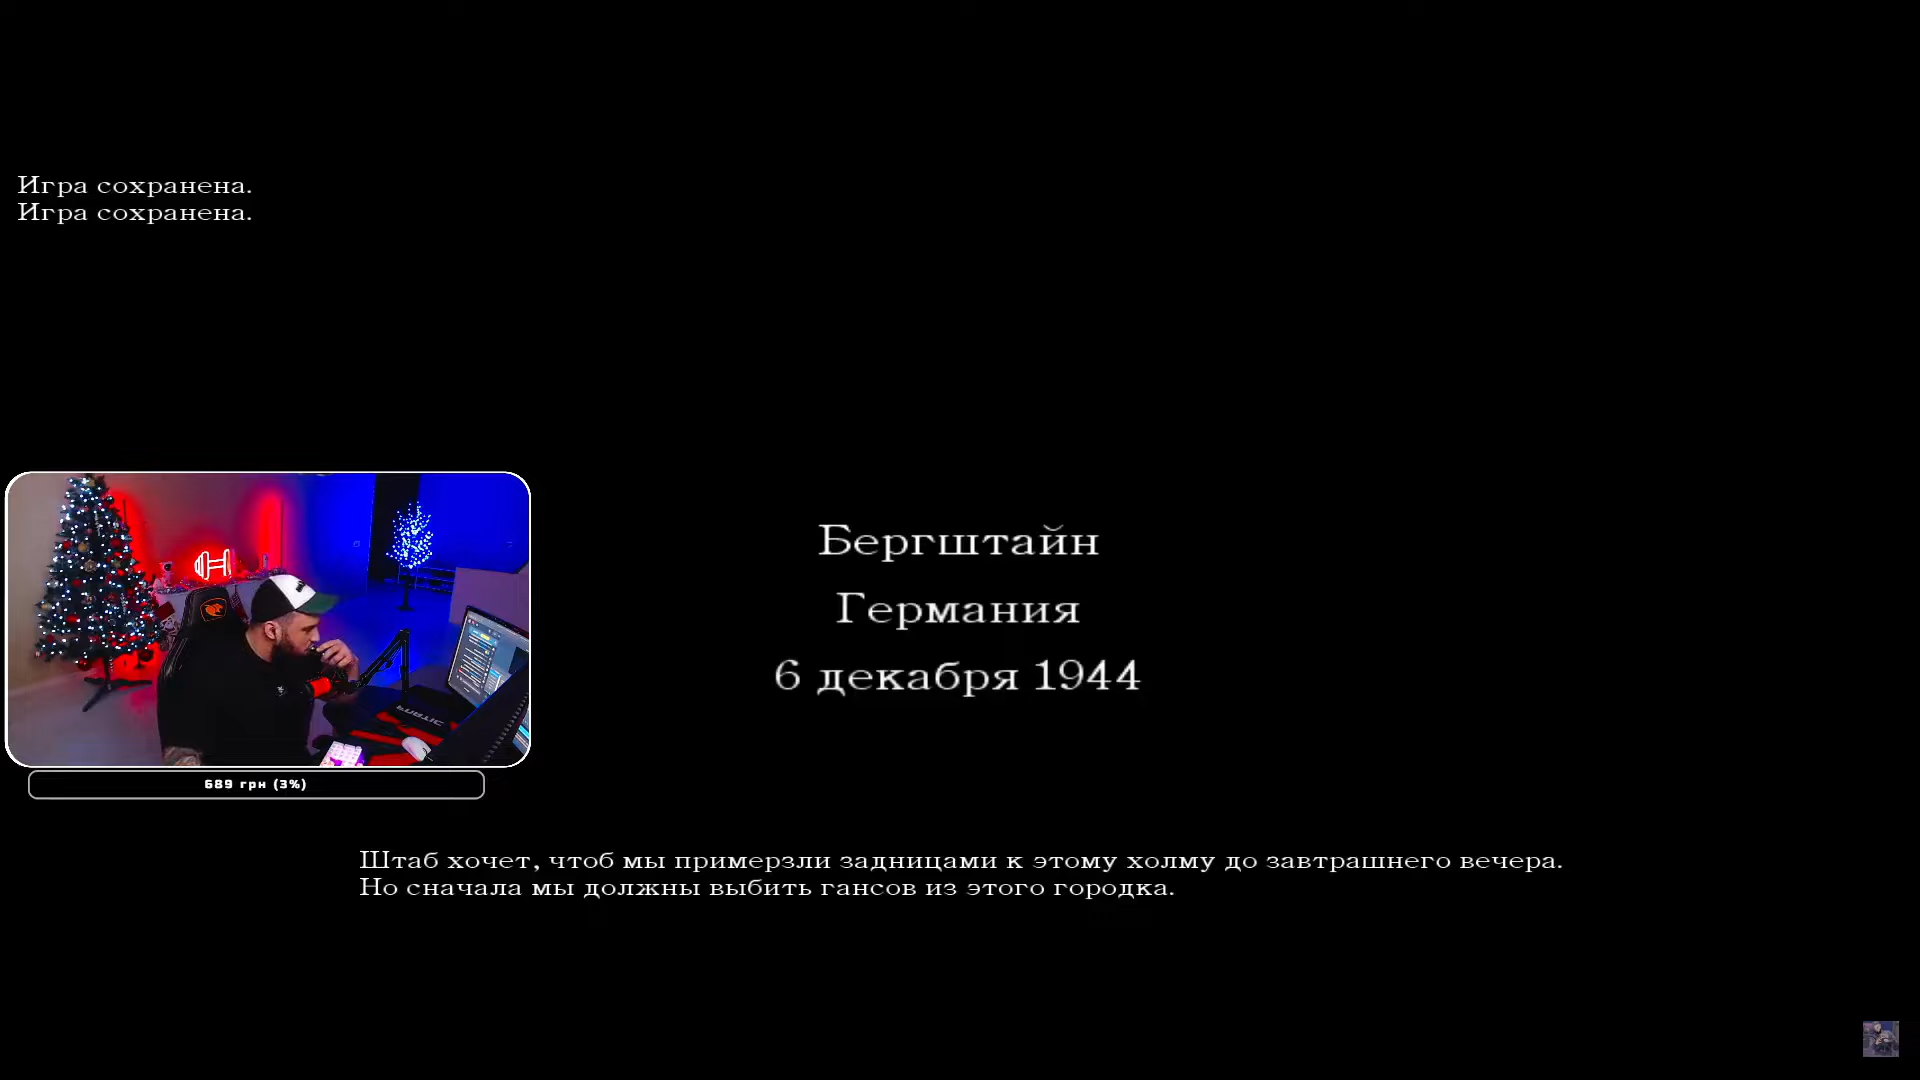 Игра сохранена.
Игра сохранена.
Бергштайн
Германия
6 декабря 1944
689 грн (3%)
Штаб хочет, чтоб мы примерзли задницами к этому холму до завтрашнего вечера.
Но сначала мы должны выбить гансов из этого городка.